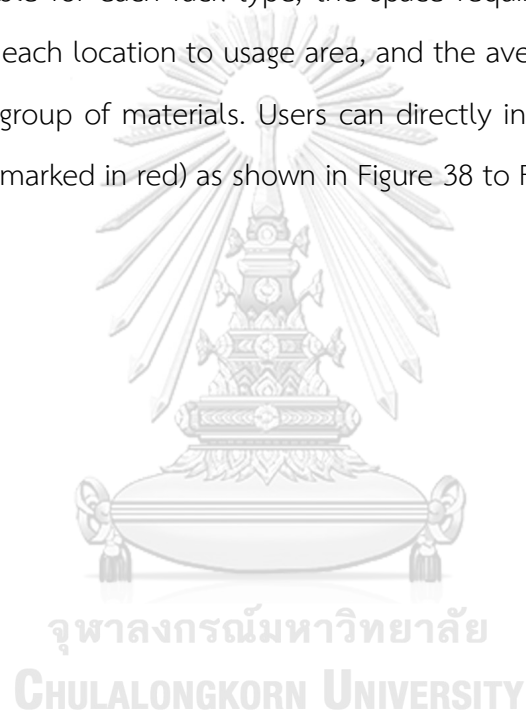 ble for each rack type, the space requi
each location to usage area, and the ave
group of materials. Users can directly in
marked in red) as shown in Figure 38 to F
จุฬาลงกรณ์มหาวิทยาลัย
CHULALONGKORN UNIVERSITY